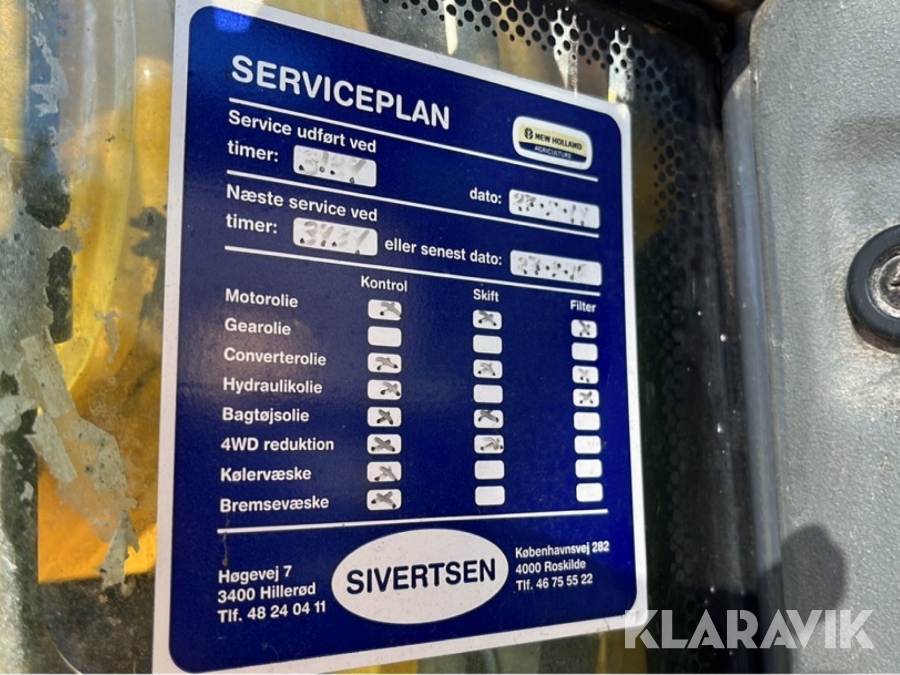 SERVICEPLAN
NEW HOLLAND
AGRICULTURE
Service udført ved
timer:
dato:
Næste service ved
timer:
eller senest dato:
Kontrol Skift Filter
Motorolie
Gearolie
Converterolie
Hydraulikolie
Bagtøjsolie
4WD reduktion
Kølervæske
Bremsevæske
Høgevej 7
3400 Hillerød
Tlf. 48 24 04 11
SIVERTSEN
Københavnsvej 282
4000 Roskilde
Tlf. 46 75 55 22
KLARAVIK